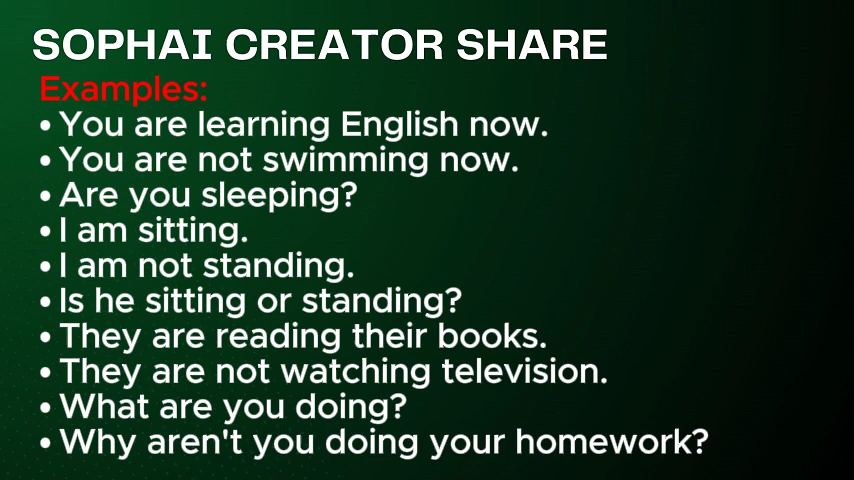 SOPHAI CREATOR SHARE
Examples:
• You are learning English now.
• You are not swimming now.
• Are you sleeping?
• I am sitting.
• I am not standing.
• Is he sitting or standing?
• They are reading their books.
• They are not watching television.
• What are you doing?
• Why aren't you doing your homework?